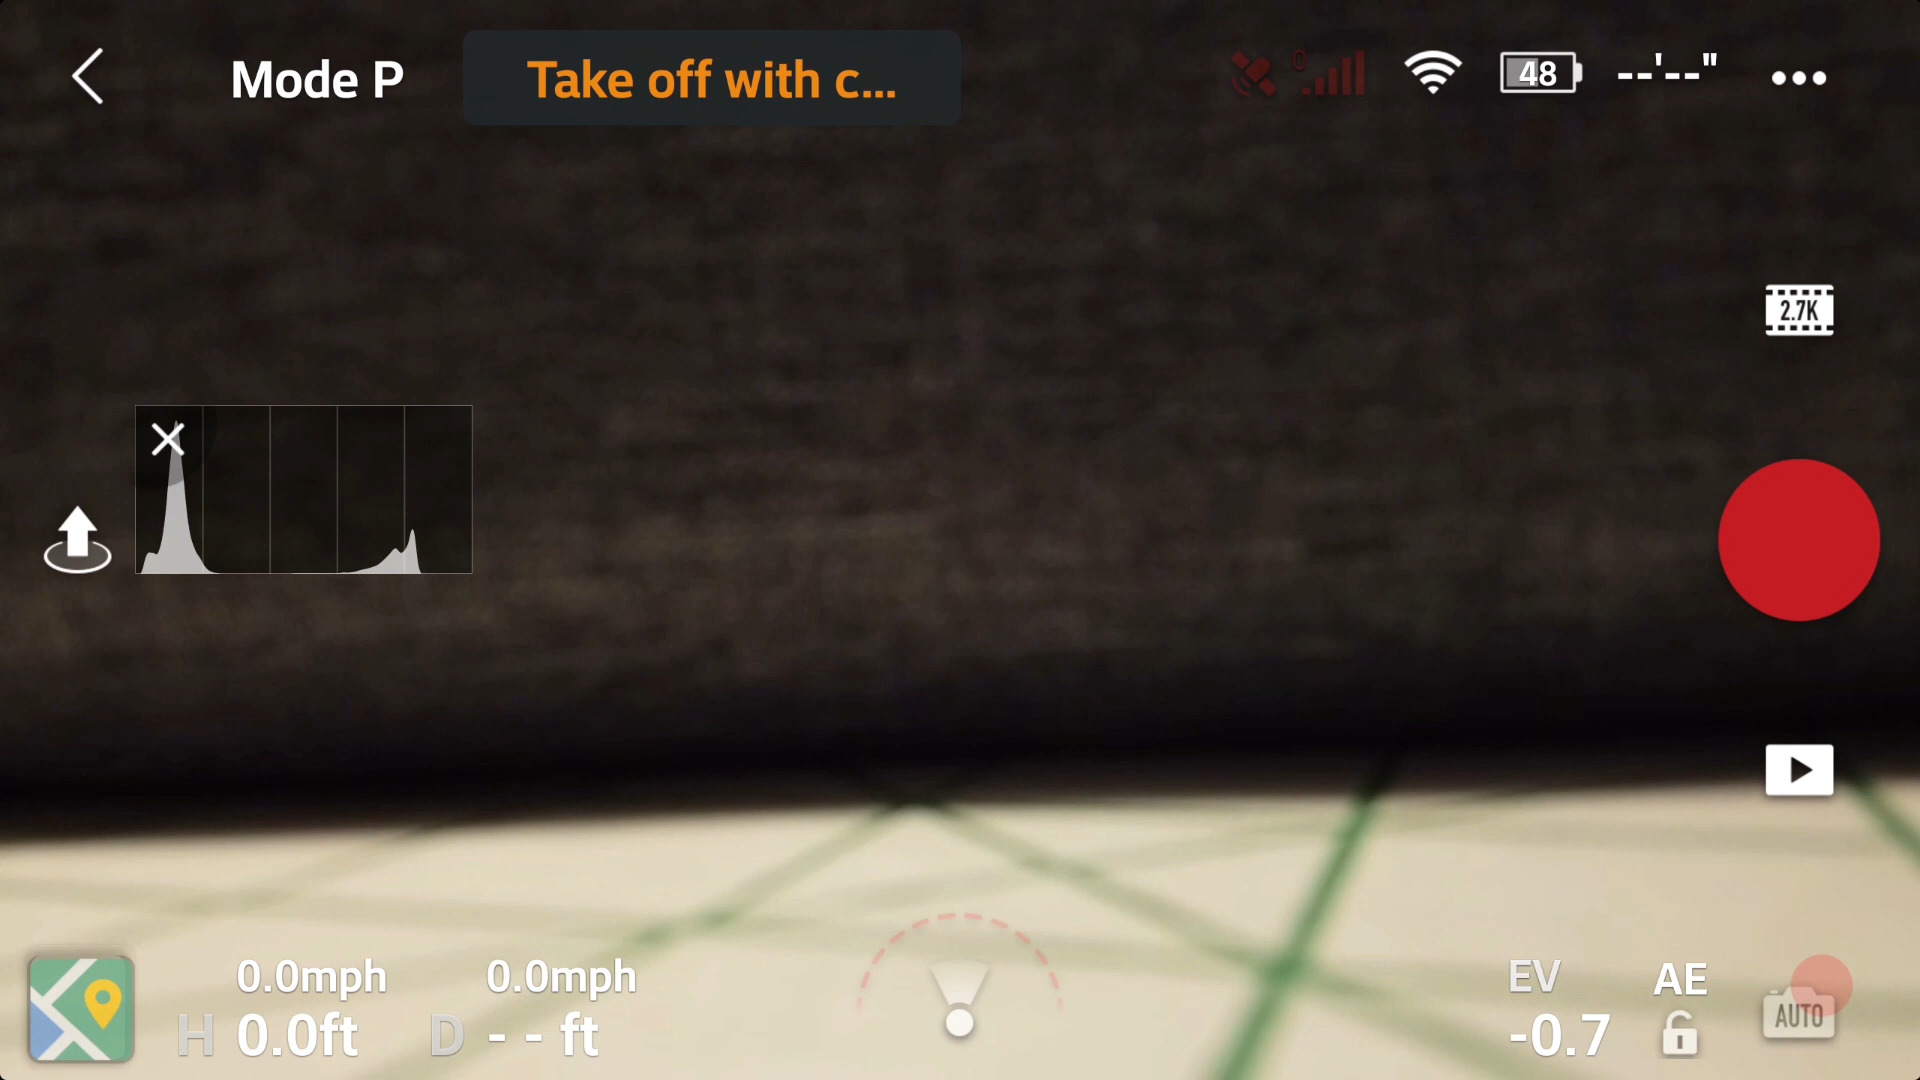 Mode P
Take off with c...
0
48
--'--"
2.7K
0.0mph
0.0mph
H 0.0ft
D - - ft
EV
-0.7
AE
AUTO